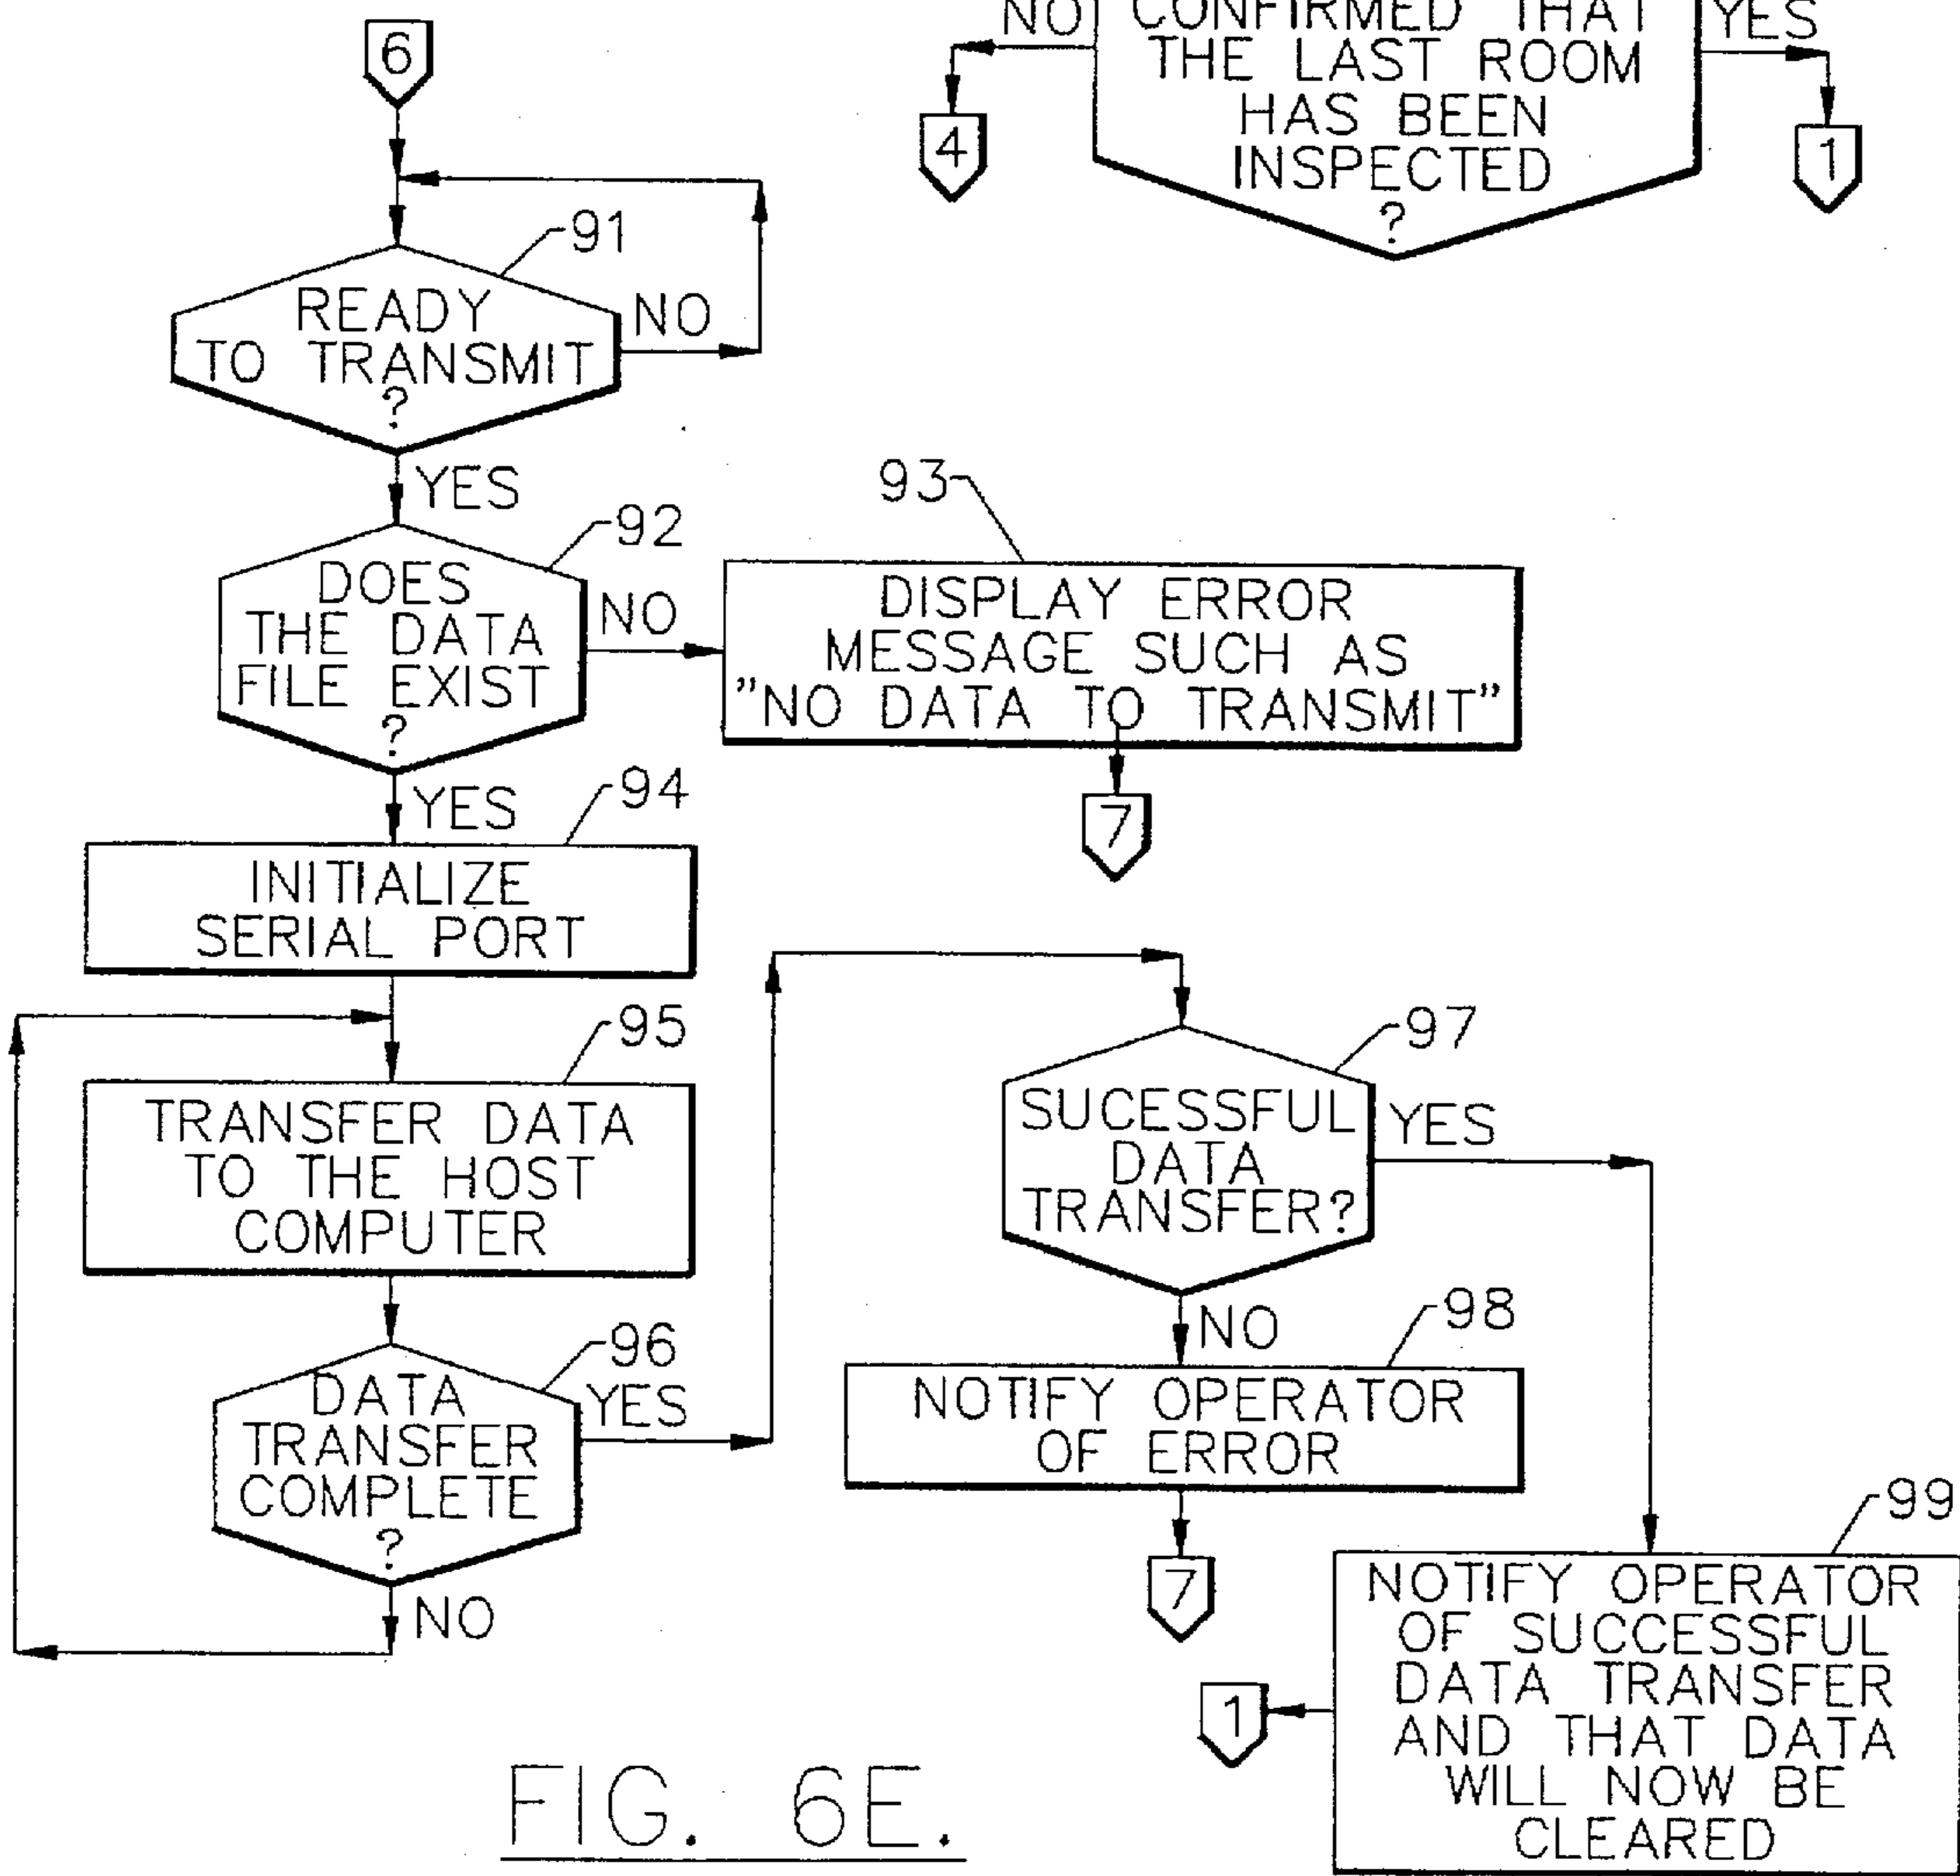 6
NO
CONFIRMED THAT
THE LAST ROOM
HAS BEEN
INSPECTED
?
YES
4
1
91
READY
TO TRANSMIT
?
NO
YES
92
DOES
THE DATA
FILE EXIST
?
NO
93
DISPLAY ERROR
MESSAGE SUCH AS
"NO DATA TO TRANSMIT"
7
YES
94
INITIALIZE
SERIAL PORT
95
TRANSFER DATA
TO THE HOST
COMPUTER
96
DATA
TRANSFER
COMPLETE
?
YES
NO
97
SUCESSFUL
DATA
TRANSFER?
YES
NO
98
NOTIFY OPERATOR
OF ERROR
7
99
NOTIFY OPERATOR
OF SUCCESSFUL
DATA TRANSFER
AND THAT DATA
WILL NOW BE
CLEARED
1
FIG. 6E.